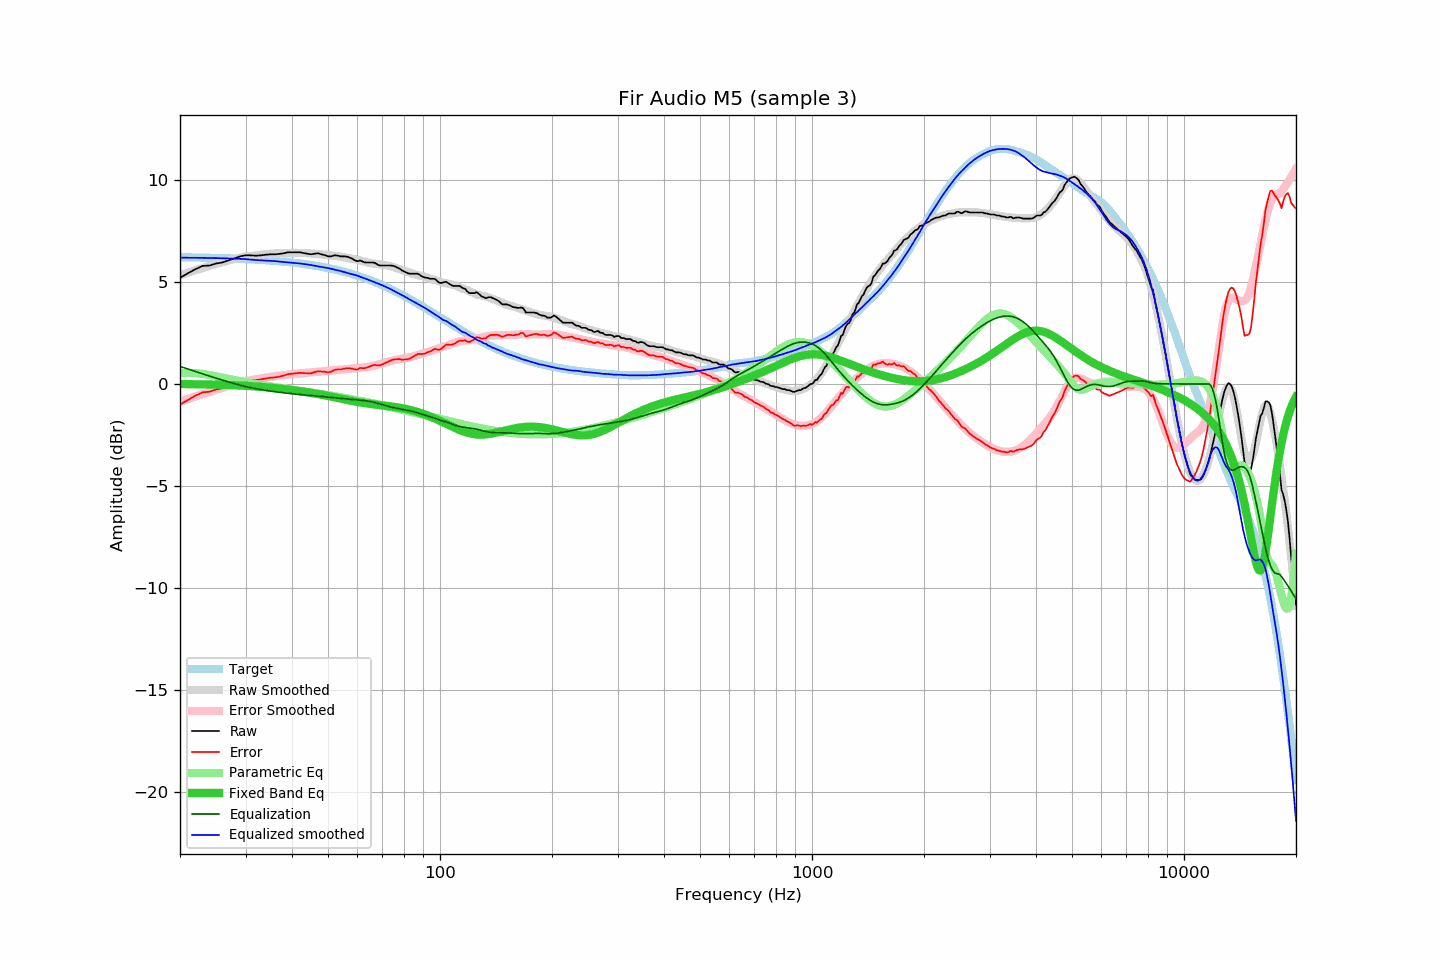 Fir Audio M5 (sample 3)
10
5
0
−5
−10
−15
−20
Amplitude (dBr)
Target
Raw Smoothed
Error Smoothed
Raw
Error
Parametric Eq
Fixed Band Eq
Equalization
Equalized smoothed
100
1000
10000
Frequency (Hz)